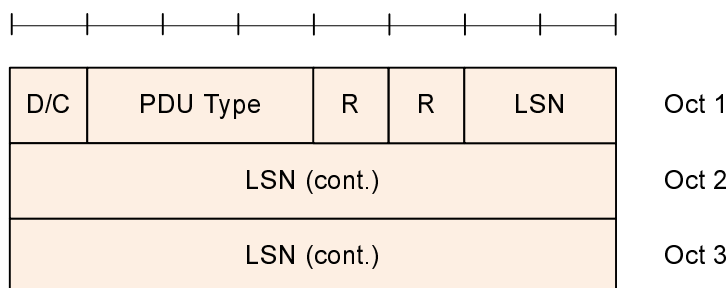 D/C PDU Type R R LSN Oct 1
LSN (cont.) Oct 2
LSN (cont.) Oct 3